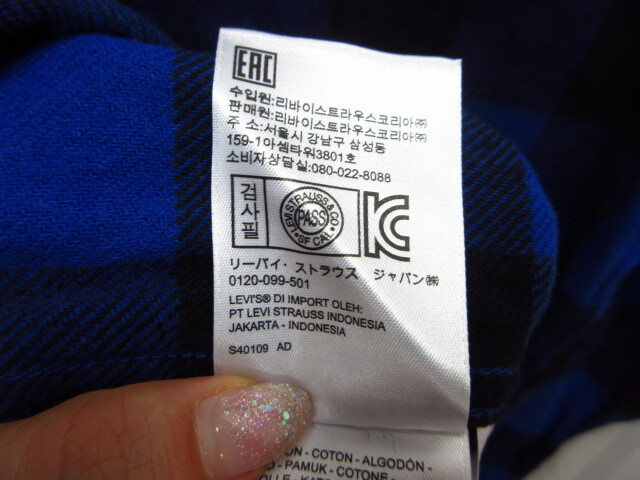 EAC
수입원:리바이스트라우스코리아㈜
판매원:리바이스트라우스코리아㈜
주 소:서울시 강남구 삼성동
159-1아셈타워3801호
소비자상담실:080-022-8088
검사필
LEVI STRAUSS & CO
PASS
SF CAL
KC
リーバイ・ストラウス ジャパン㈱
0120-099-501
LEVI'S® DI IMPORT OLEH:
PT LEVI STRAUSS INDONESIA
JAKARTA - INDONESIA
S40109 AD
- COTON - ALGODÓN -
- PAMUK - COTONE -